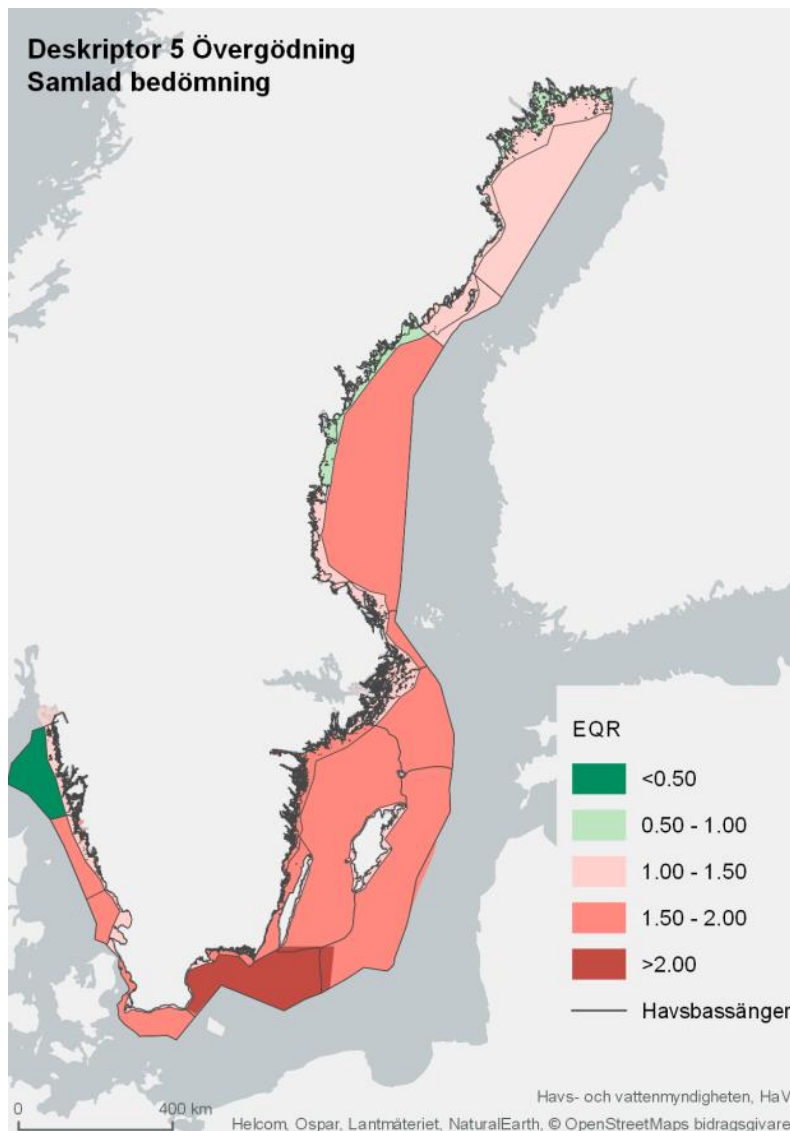 Deskriptor 5 Övergödning
Samlad bedömning
EQR
<0.50
0.50 - 1.00
1.00 - 1.50
1.50 - 2.00
>2.00
Havsbassänger
Havs- och vattenmyndigheten, HaV
0 400 km
Helcom, Ospar, Lantmäteriet, NaturalEarth, © OpenStreetMaps bidragsgivare